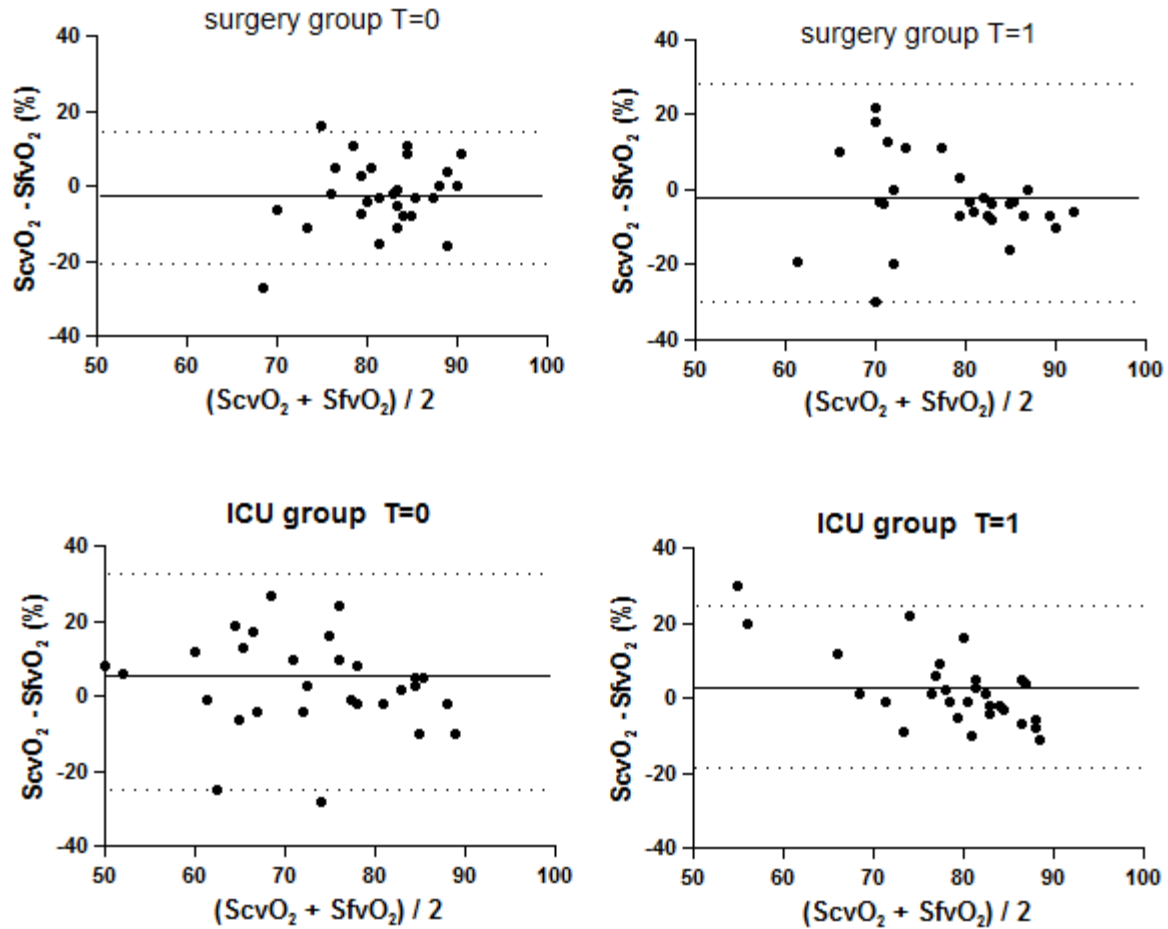 surgery group T=0
ScvO₂ - SfvO₂ (%)
40
20
0
-20
-40
50 60 70 80 90 100
(ScvO₂ + SfvO₂) / 2
surgery group T=1
ScvO₂ - SfvO₂ (%)
40
20
0
-20
-40
50 60 70 80 90 100
(ScvO₂ + SfvO₂) / 2
ICU group T=0
ScvO₂ - SfvO₂ (%)
40
20
0
-20
-40
50 60 70 80 90 100
(ScvO₂ + SfvO₂) / 2
ICU group T=1
ScvO₂ - SfvO₂ (%)
40
20
0
-20
-40
50 60 70 80 90 100
(ScvO₂ + SfvO₂) / 2